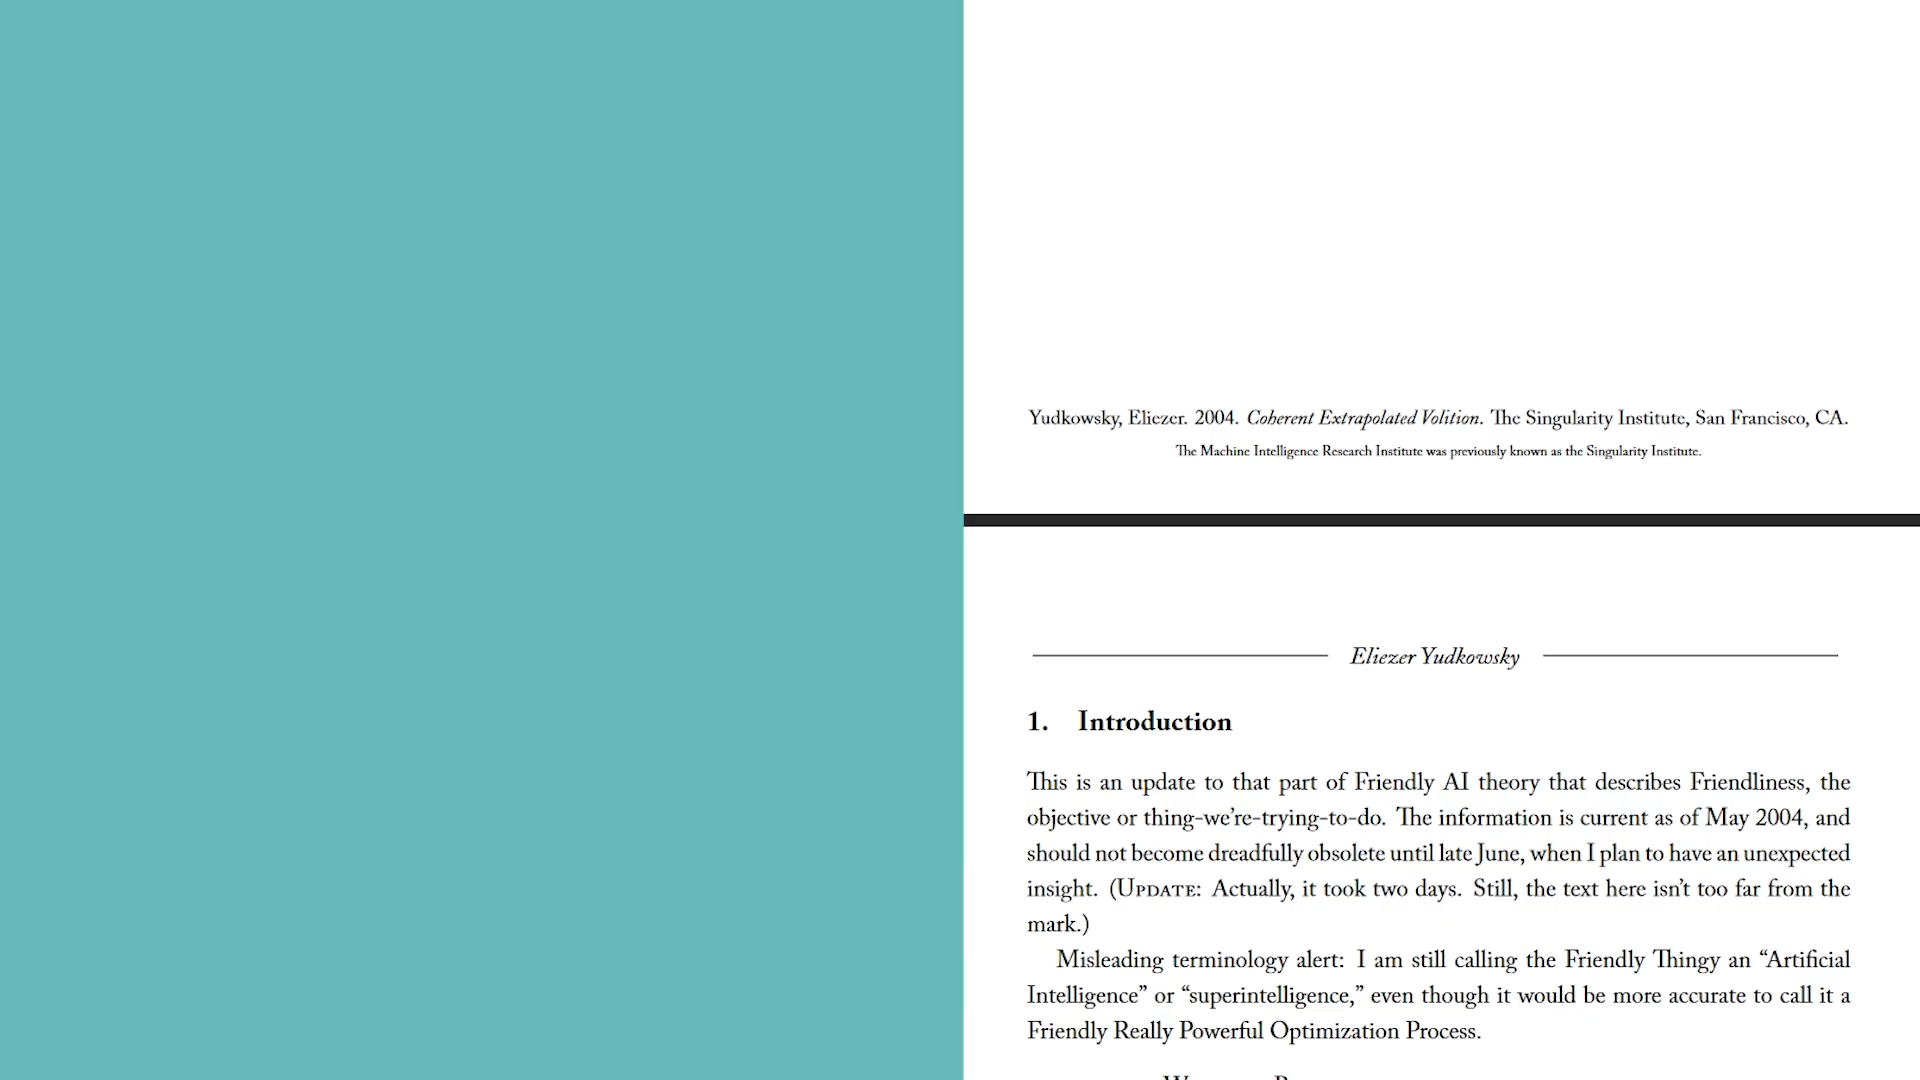 Yudkowsky, Eliezer. 2004. Coherent Extrapolated Volition. The Singularity Institute, San Francisco, CA.
The Machine Intelligence Research Institute was previously known as the Singularity Institute.
Eliezer Yudkowsky
1. Introduction
This is an update to that part of Friendly AI theory that describes Friendliness, the
objective or thing-we’re-trying-to-do. The information is current as of May 2004, and
should not become dreadfully obsolete until late June, when I plan to have an unexpected
insight. (UPDATE: Actually, it took two days. Still, the text here isn’t too far from the
mark.)
Misleading terminology alert: I am still calling the Friendly Thingy an “Artificial
Intelligence” or “superintelligence,” even though it would be more accurate to call it a
Friendly Really Powerful Optimization Process.